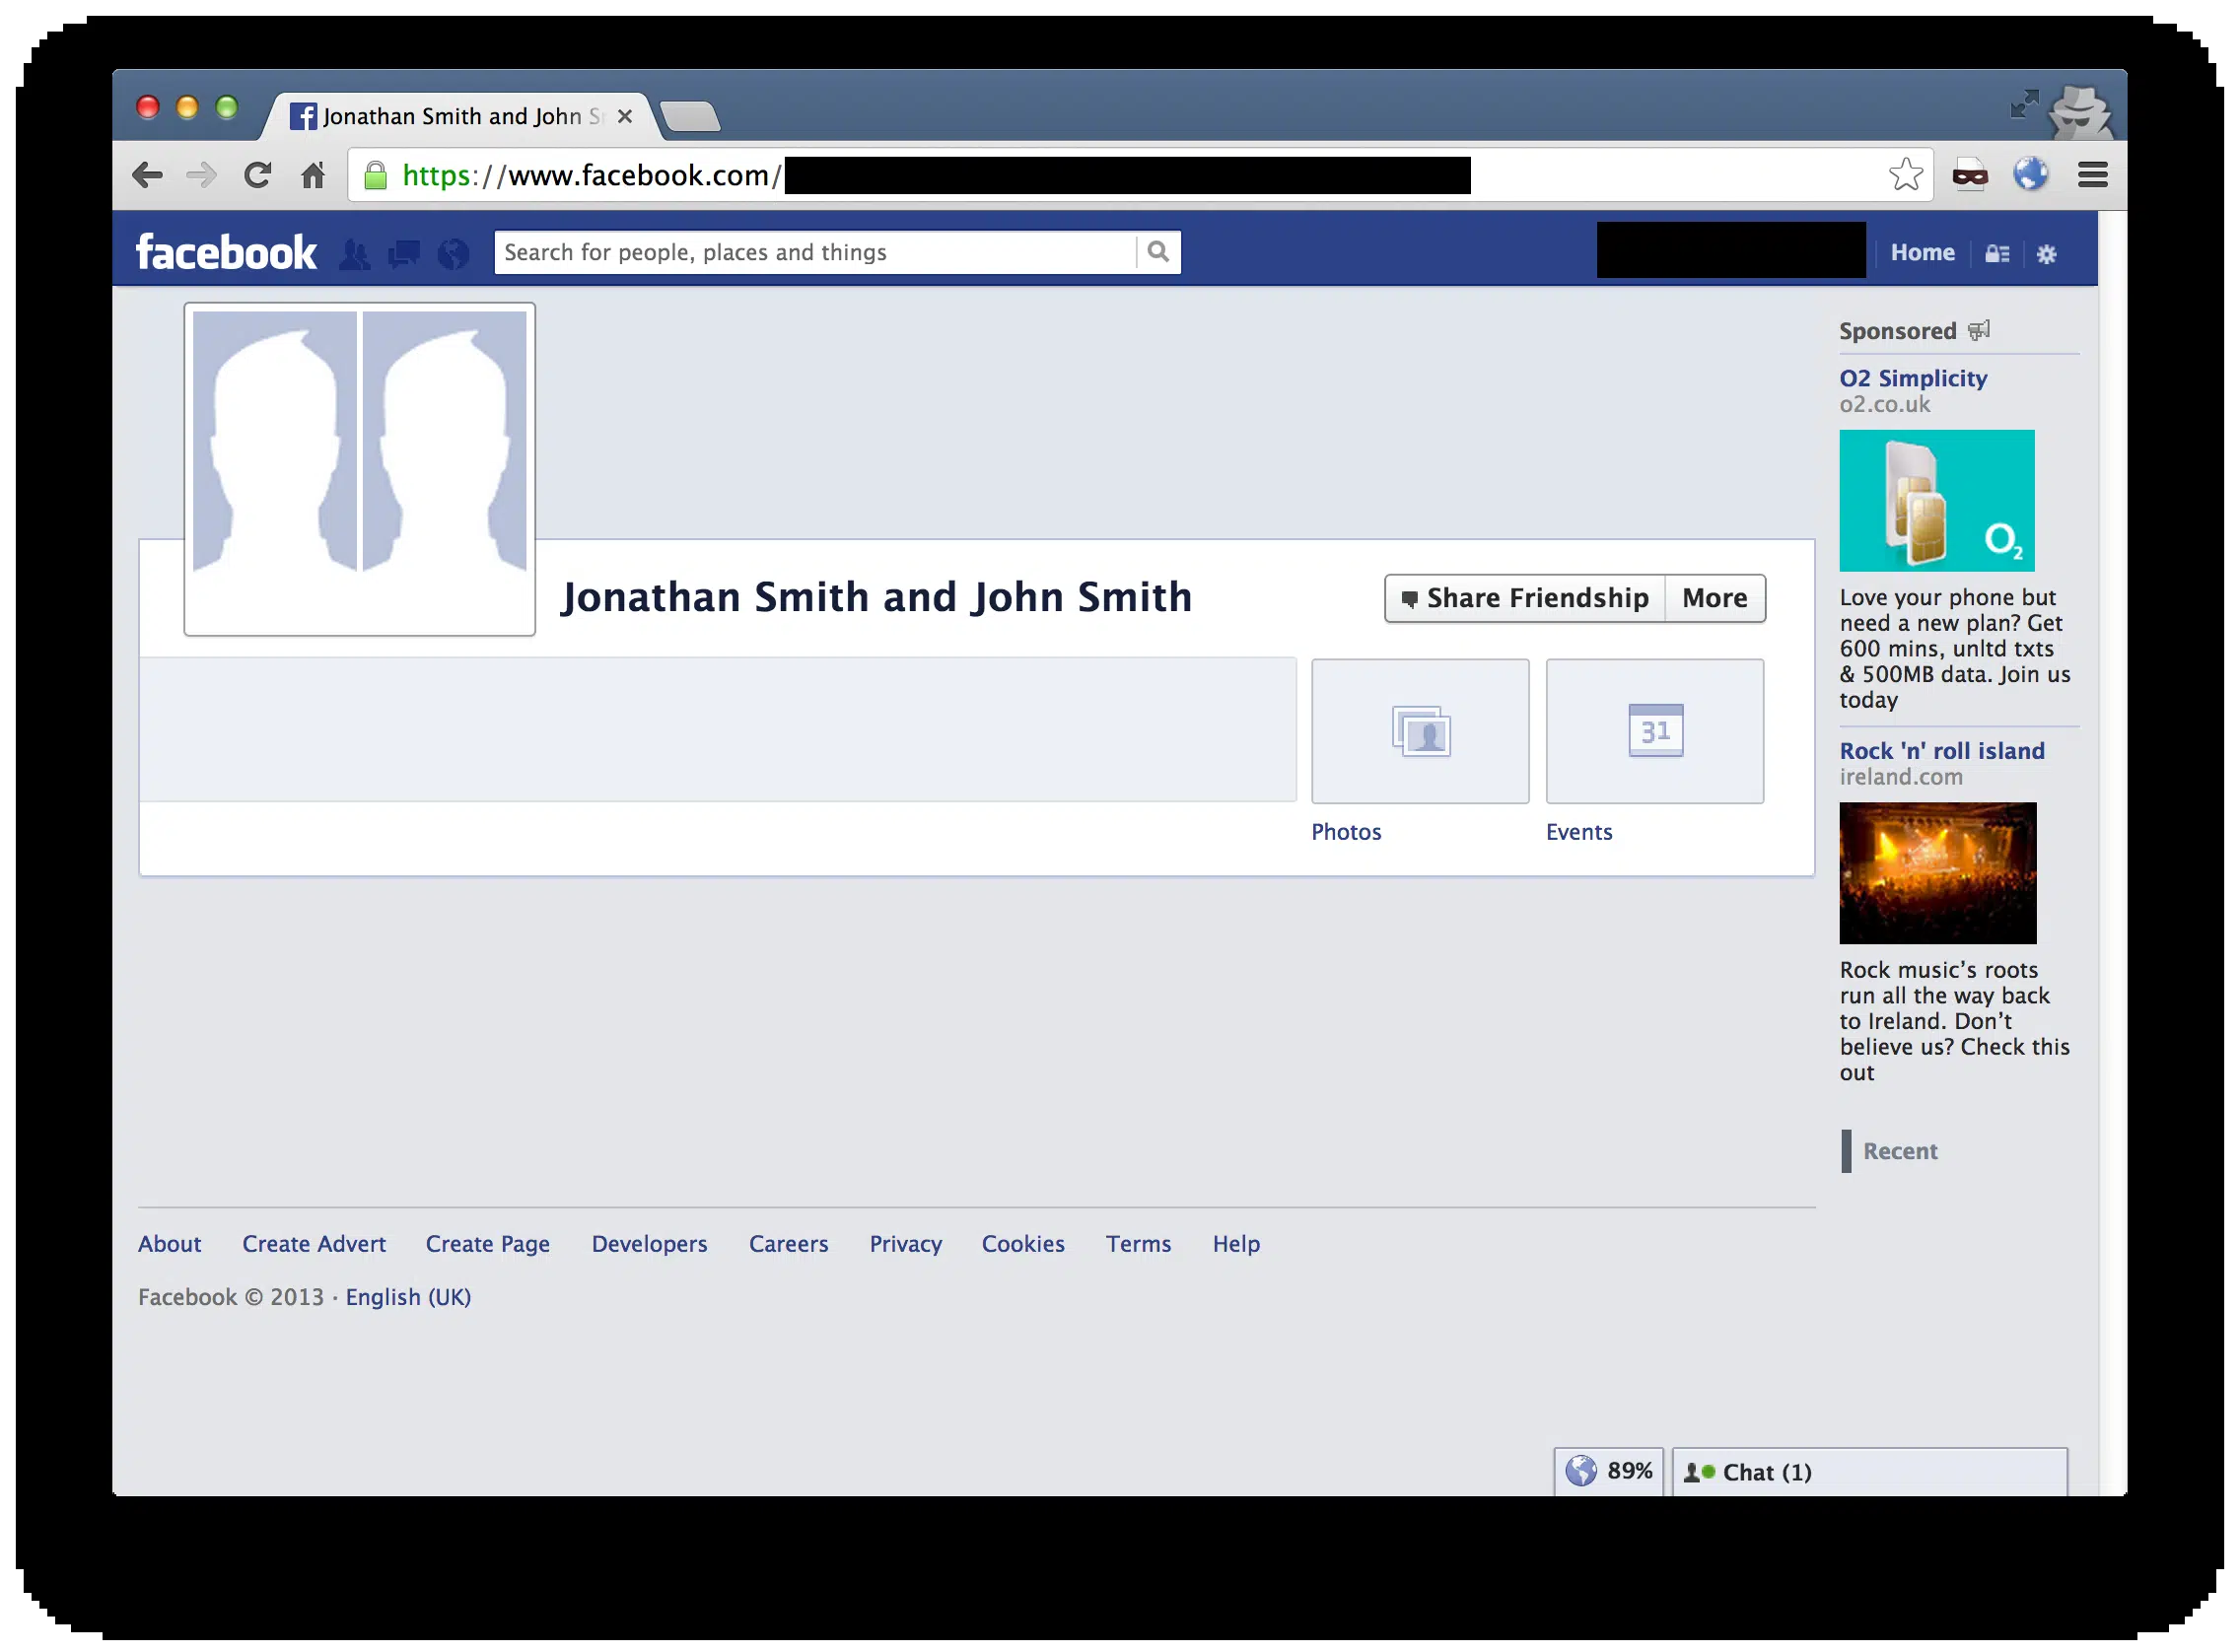 Jonathan Smith and John S
https://www.facebook.com/
facebook
Search for people, places and things
Home
Jonathan Smith and John Smith
Share Friendship
More
31
Photos
Events
Sponsored
O2 Simplicity
o2.co.uk
O2
Love your phone but
need a new plan? Get
600 mins, unltd txts
& 500MB data. Join us
today
Rock 'n' roll island
ireland.com
Rock music’s roots
run all the way back
to Ireland. Don’t
believe us? Check this
out
Recent
About Create Advert Create Page Developers Careers Privacy Cookies Terms Help
Facebook © 2013 · English (UK)
89%
Chat (1)